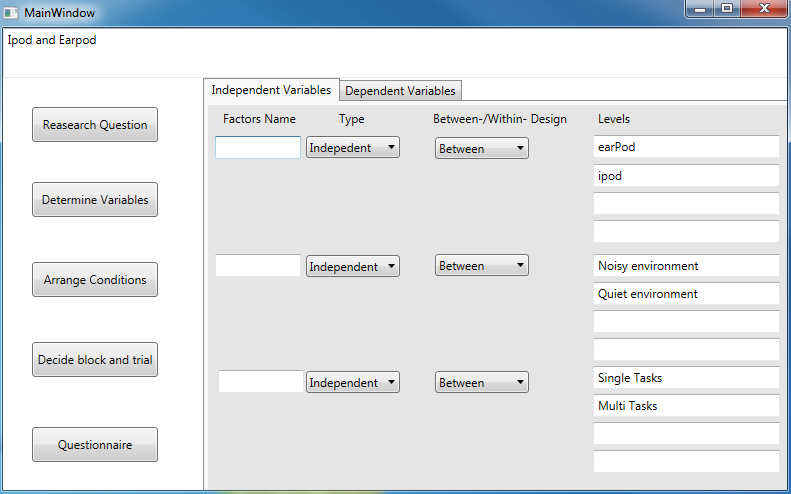 MainWindow
Ipod and Earpod
Independent Variables
Dependent Variables
Factors Name
Type
Between-/Within- Design
Levels
Reasearch Question
Determine Variables
Arrange Conditions
Decide block and trial
Questionnaire
Indepedent
Between
earPod
ipod
Independent
Between
Noisy environment
Quiet environment
Independent
Between
Single Tasks
Multi Tasks